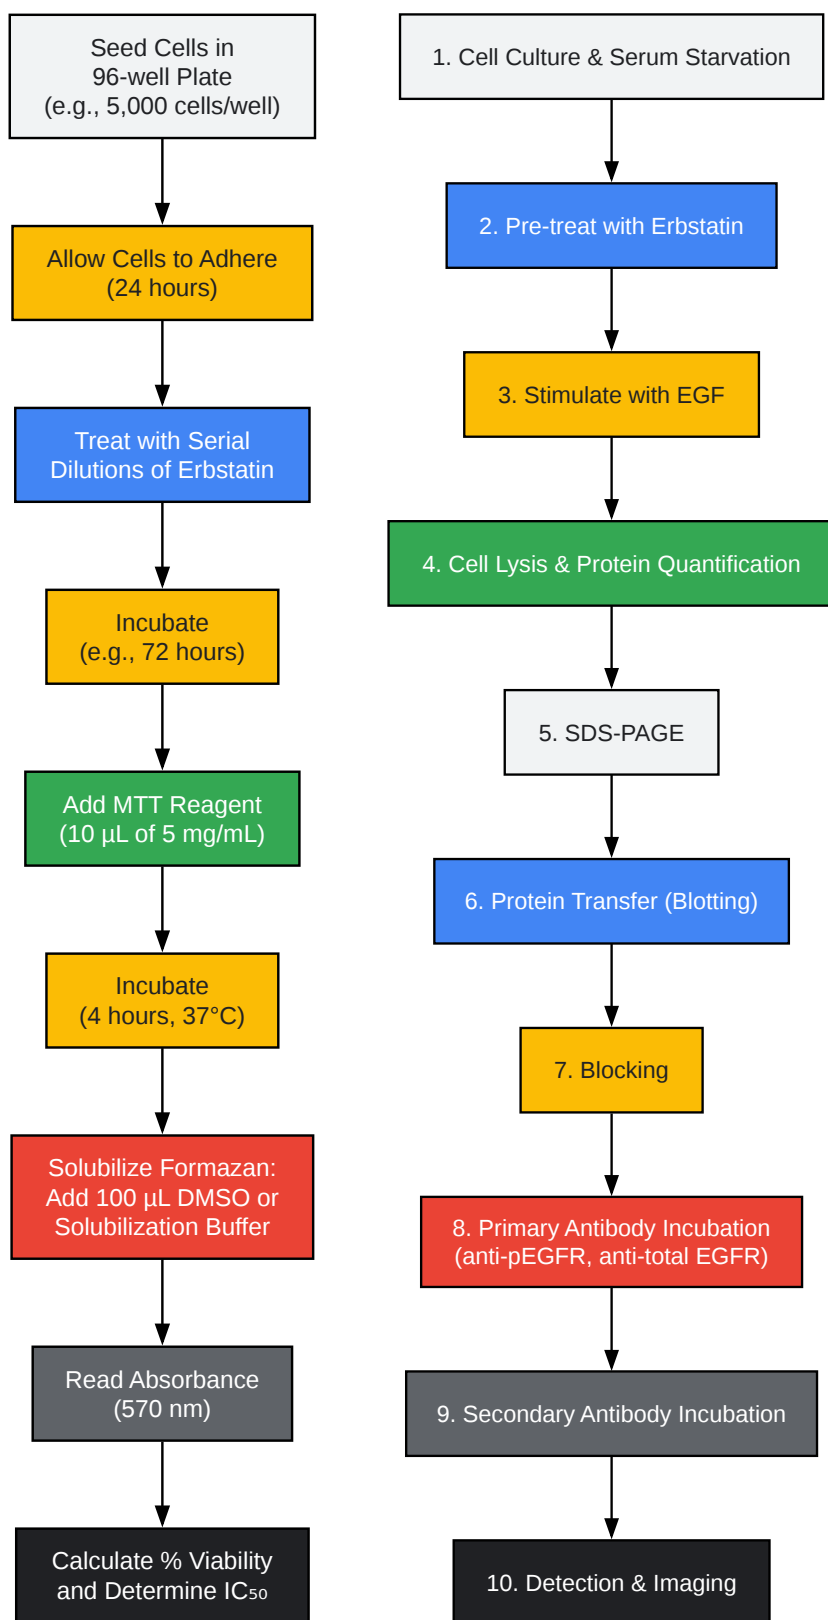 Seed Cells in
96-well Plate
(e.g., 5,000 cells/well)
Allow Cells to Adhere
(24 hours)
Treat with Serial
Dilutions of Erbstatin
Incubate
(e.g., 72 hours)
Add MTT Reagent
(10 µL of 5 mg/mL)
Incubate
(4 hours, 37°C)
Solubilize Formazan:
Add 100 µL DMSO or
Solubilization Buffer
Read Absorbance
(570 nm)
Calculate % Viability
and Determine IC₅₀
1. Cell Culture & Serum Starvation
2. Pre-treat with Erbstatin
3. Stimulate with EGF
4. Cell Lysis & Protein Quantification
5. SDS-PAGE
6. Protein Transfer (Blotting)
7. Blocking
8. Primary Antibody Incubation
(anti-pEGFR, anti-total EGFR)
9. Secondary Antibody Incubation
10. Detection & Imaging